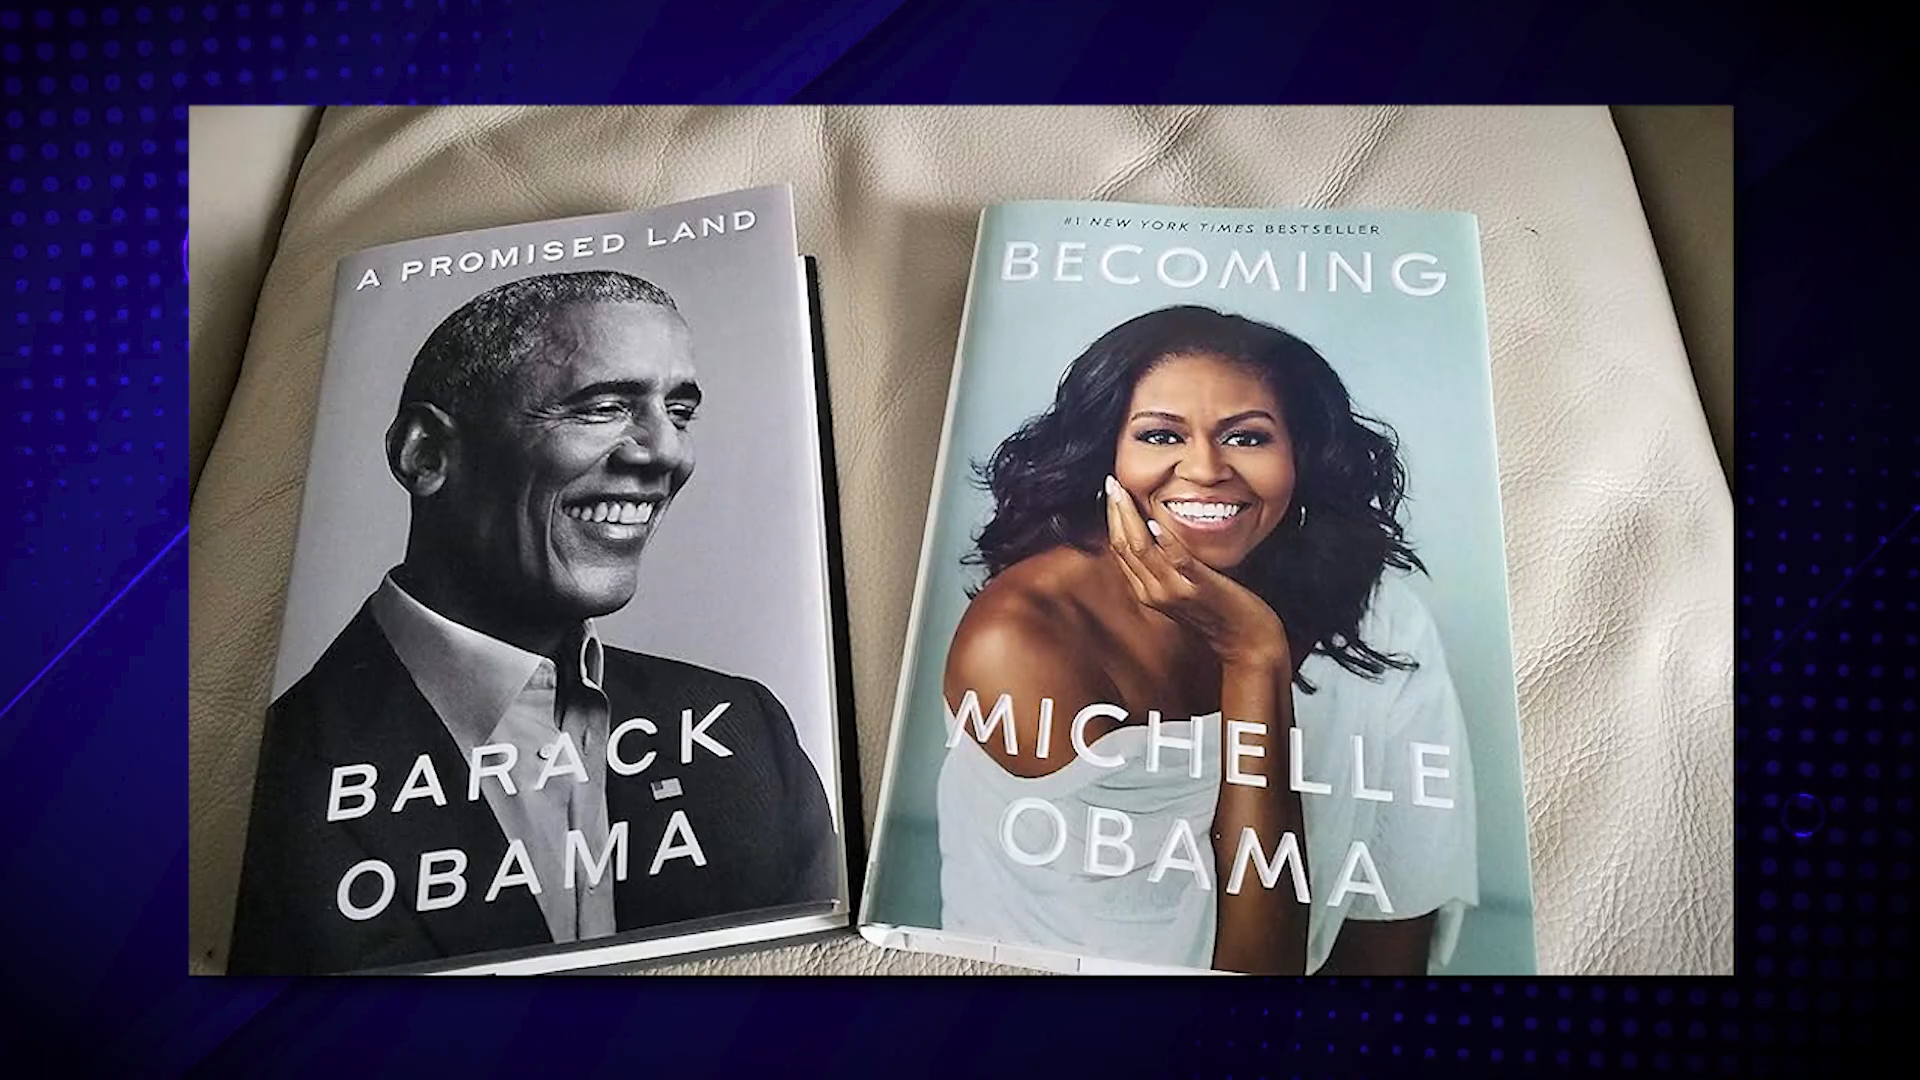 A PROMISED LAND
BARACK
OBAMA
#1 NEW YORK TIMES BESTSELLER
BECOMING
MICHELLE
OBAMA